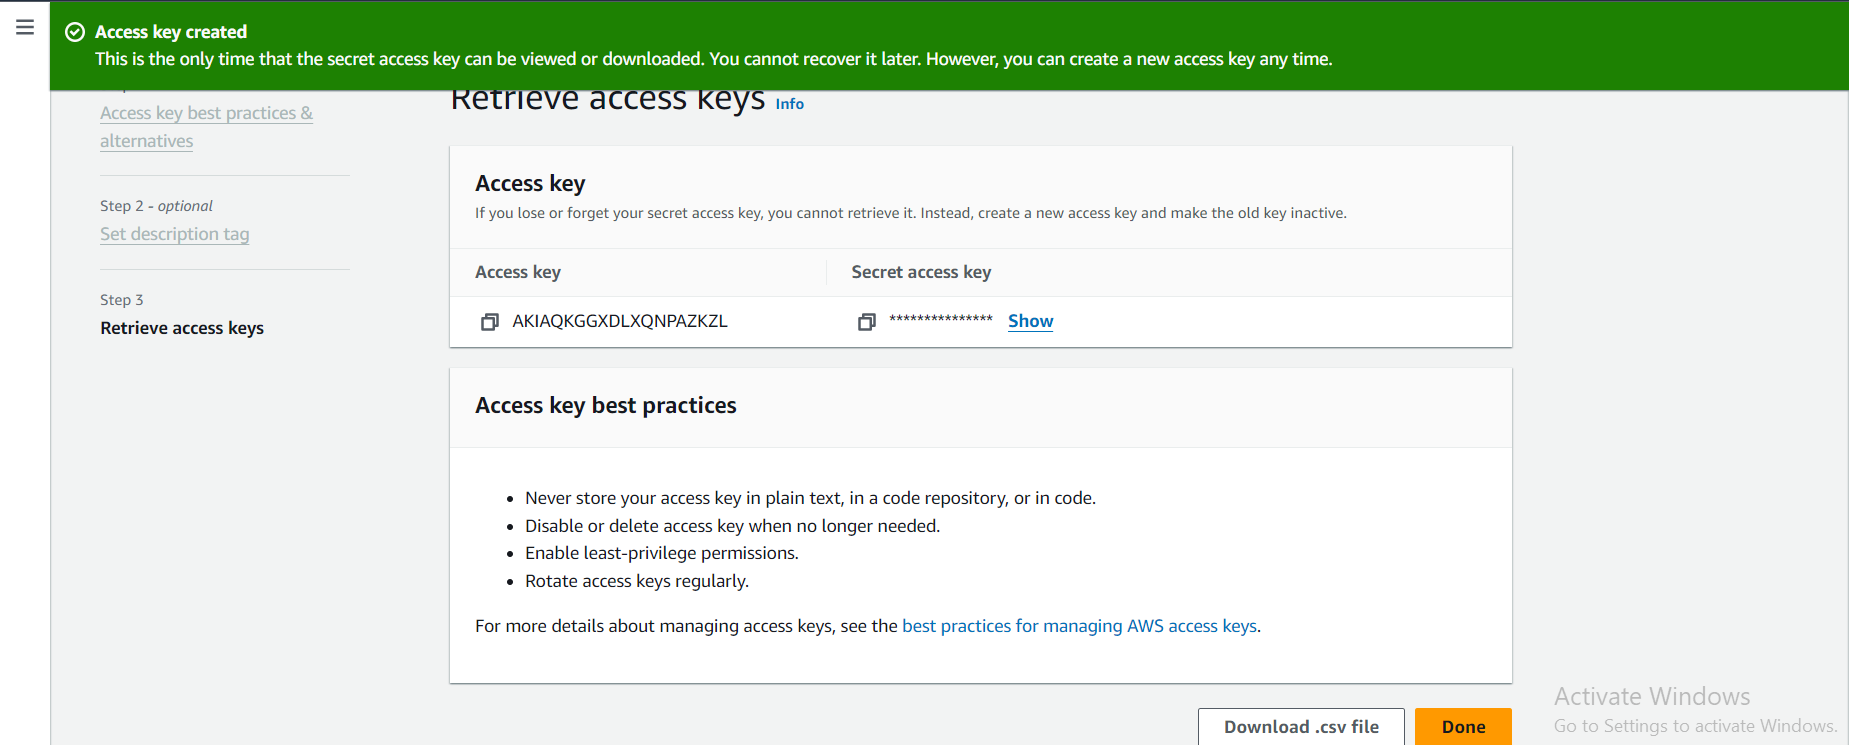 Access key created
This is the only time that the secret access key can be viewed or downloaded. You cannot recover it later. However, you can create a new access key any time.
Retrieve access keys Info
Access key best practices &
alternatives
Step 2 - optional
Set description tag
Step 3
Retrieve access keys
Access key
If you lose or forget your secret access key, you cannot retrieve it. Instead, create a new access key and make the old key inactive.
Access key Secret access key
AKIAQKGGXDLXQNPAZKZL *************** Show
Access key best practices
• Never store your access key in plain text, in a code repository, or in code.
• Disable or delete access key when no longer needed.
• Enable least-privilege permissions.
• Rotate access keys regularly.
For more details about managing access keys, see the best practices for managing AWS access keys.
Download .csv file Done
Activate Windows
Go to Settings to activate Windows.